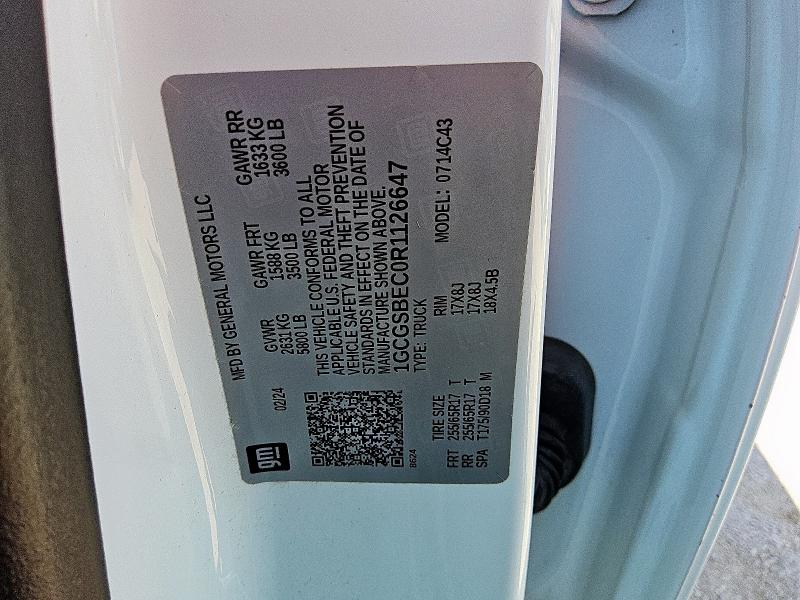 gm
MFD BY GENERAL MOTORS LLC
02/24
GVWR GAWR FRT GAWR RR
2631 KG 1588 KG 1633 KG
5800 LB 3500 LB 3600 LB
THIS VEHICLE CONFORMS TO ALL
APPLICABLE U.S. FEDERAL MOTOR
VEHICLE SAFETY AND THEFT PREVENTION
STANDARDS IN EFFECT ON THE DATE OF
MANUFACTURE SHOWN ABOVE.
1GCGSBEC0R1126647
8624
TYPE: TRUCK MODEL: 0714C43
TIRE SIZE RIM
FRT 255/65R17 T 17X8J
RR 255/65R17 T 17X8J
SPA T175/90D18 M 18X4.5B